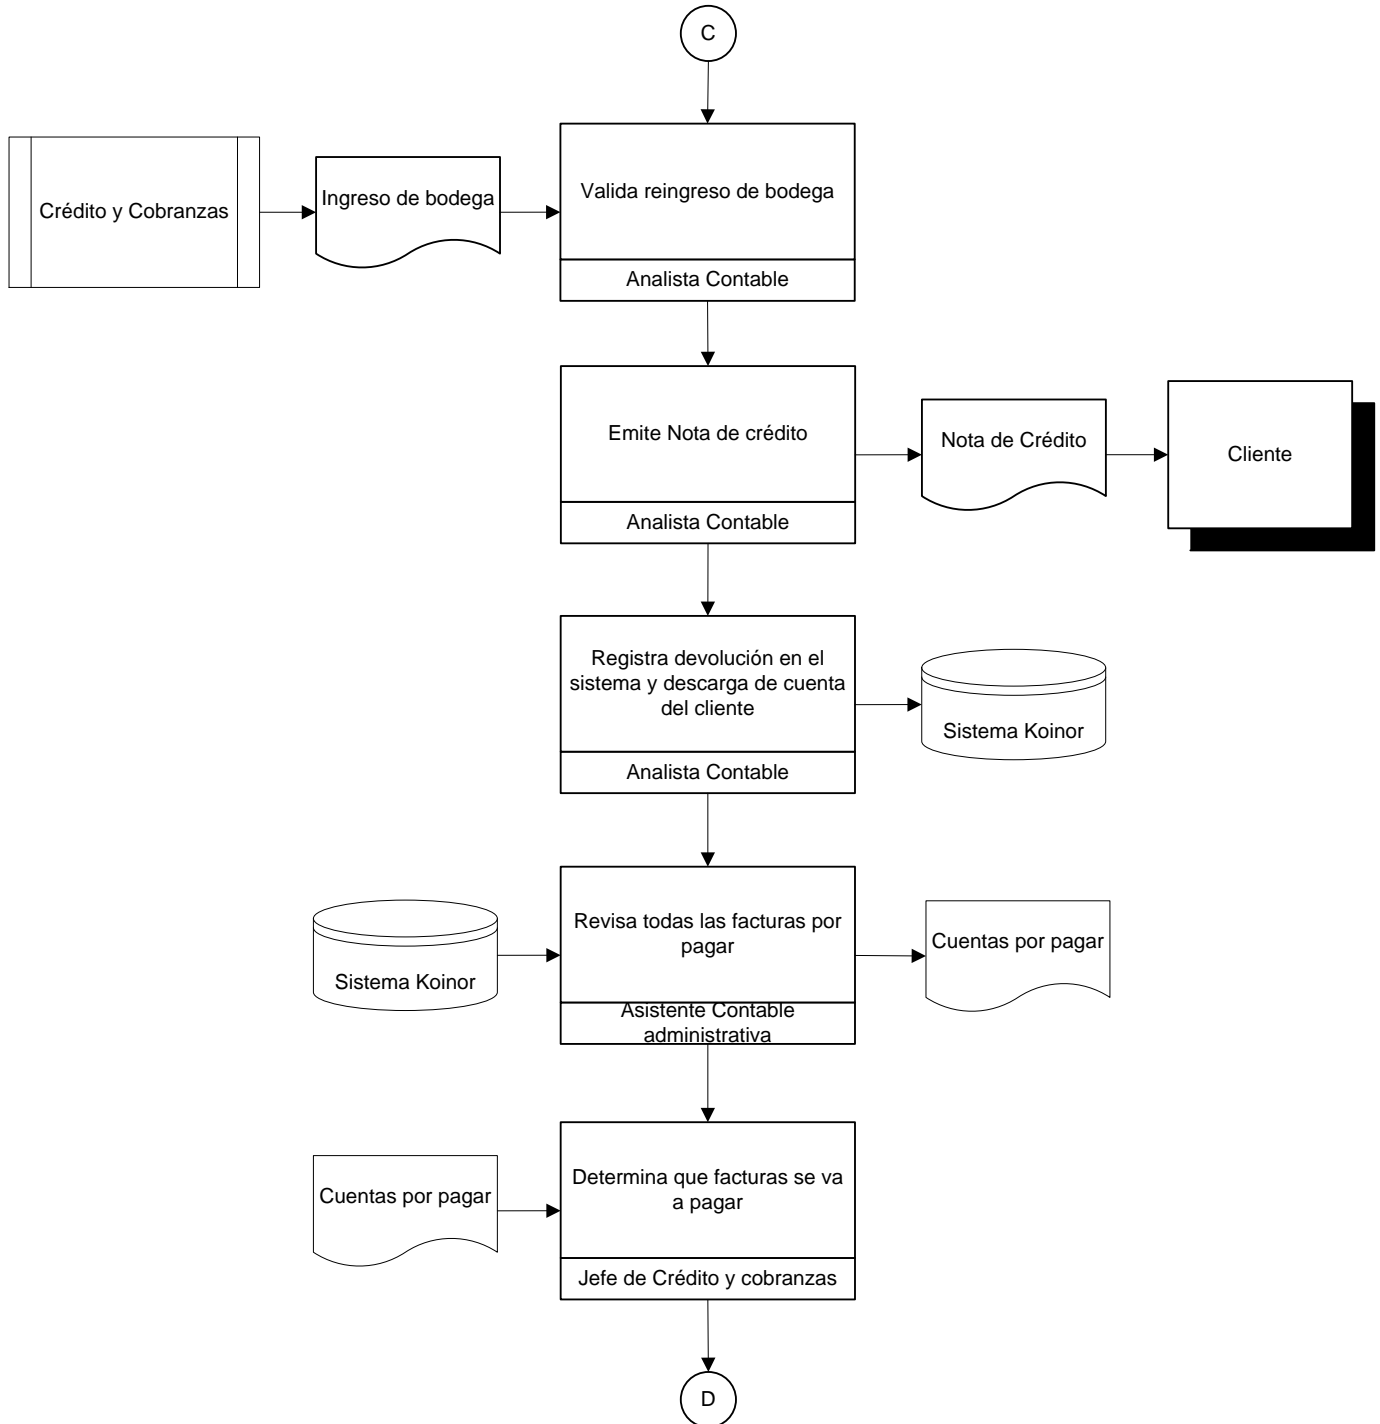 C
Crédito y Cobranzas
Ingreso de bodega
Valida reingreso de bodega
Analista Contable
Emite Nota de crédito
Analista Contable
Nota de Crédito
Cliente
Registra devolución en el
sistema y descarga de cuenta
del cliente
Analista Contable
Sistema Koinor
Sistema Koinor
Revisa todas las facturas por
pagar
Asistente Contable
administrativa
Cuentas por pagar
Cuentas por pagar
Determina que facturas se va
a pagar
Jefe de Crédito y cobranzas
D